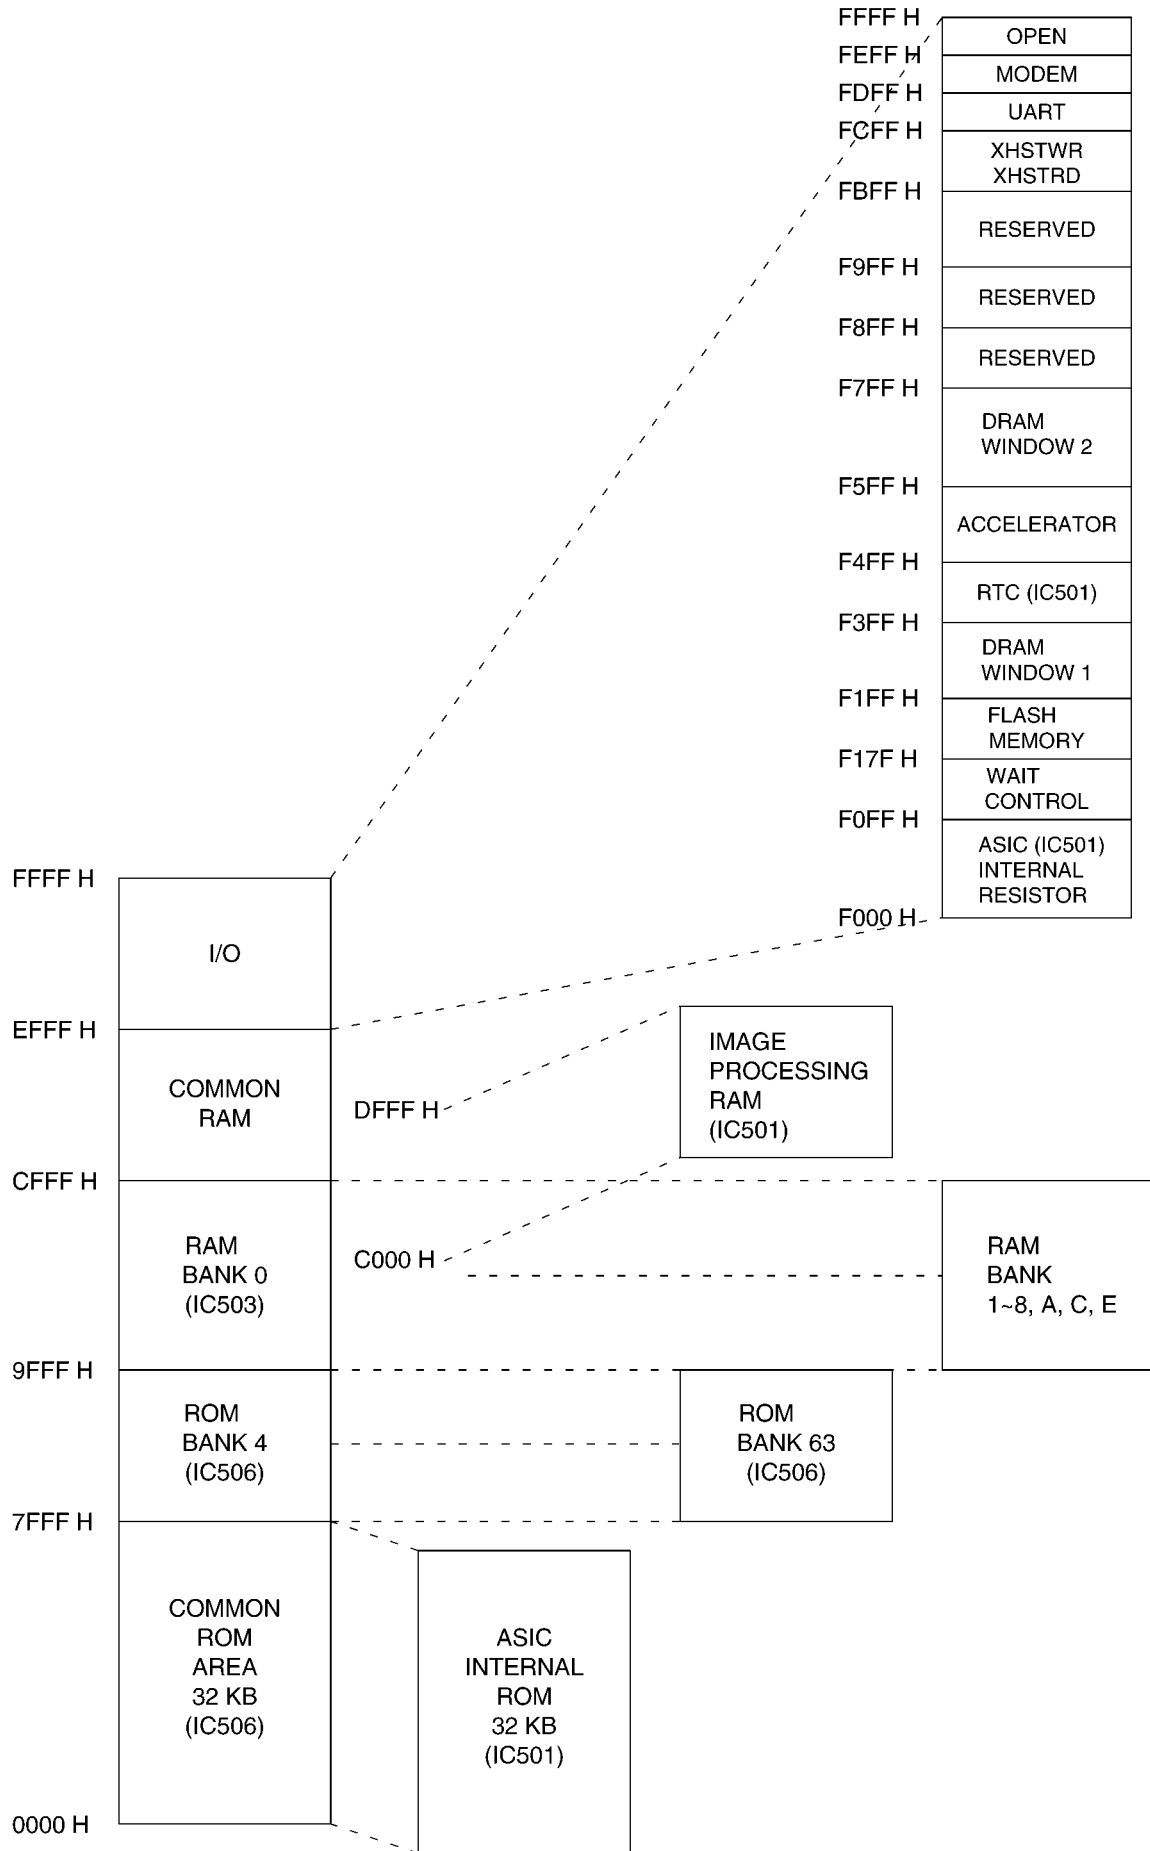 FFFF H
OPEN
FEFF H
MODEM
FDFF H
UART
FCFF H
XHSTWR
XHSTRD
FBFF H
RESERVED
F9FF H
RESERVED
F8FF H
RESERVED
F7FF H
DRAM
WINDOW 2
F5FF H
ACCELERATOR
F4FF H
RTC (IC501)
F3FF H
DRAM
WINDOW 1
F1FF H
FLASH
MEMORY
F17F H
WAIT
CONTROL
F0FF H
ASIC (IC501)
INTERNAL
RESISTOR
F000 H
FFFF H
I/O
EFFF H
COMMON
RAM
DFFF H
IMAGE
PROCESSING
RAM
(IC501)
CFFF H
RAM
BANK 0
(IC503)
C000 H
RAM
BANK
1~8, A, C, E
9FFF H
ROM
BANK 4
(IC506)
ROM
BANK 63
(IC506)
7FFF H
COMMON
ROM
AREA
32 KB
(IC506)
ASIC
INTERNAL
ROM
32 KB
(IC501)
0000 H